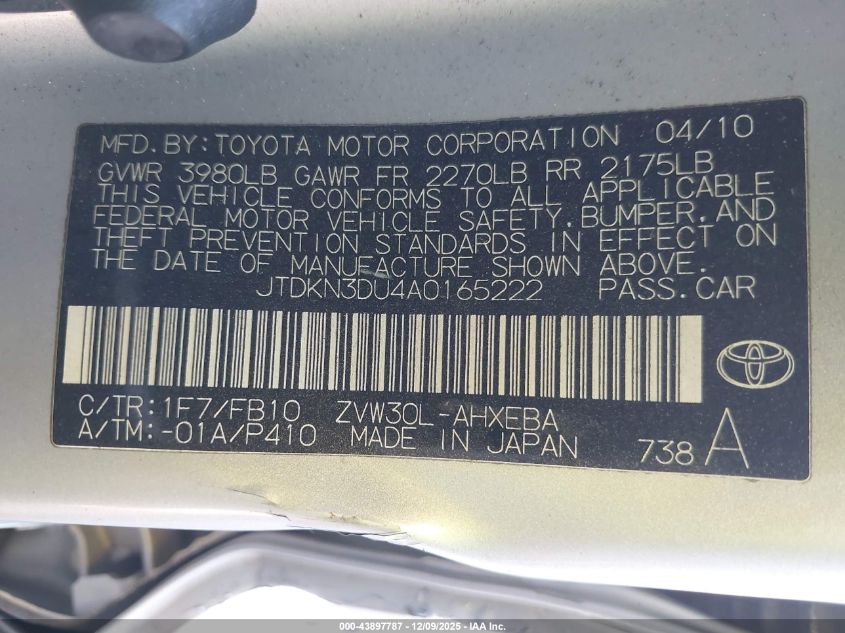 MFD.BY:TOYOTA MOTOR CORPORATION 04/10
GVWR 3980LB GAWR FR 2270LB RR 2175LB
THIS VEHICLE CONFORMS TO ALL APPLICABLE
FEDERAL MOTOR VEHICLE SAFETY,BUMPER,AND
THEFT PREVENTION STANDARDS IN EFFECT ON
THE DATE OF MANUFACTURE SHOWN ABOVE.
JTDKN3DU4A0165222 PASS.CAR
C/TR:1F7/FB10 ZVW30L-AHXEBA
A/TM:-01A/P410 MADE IN JAPAN 738 A
000-43897787 - 12/09/2025 - IAA Inc.